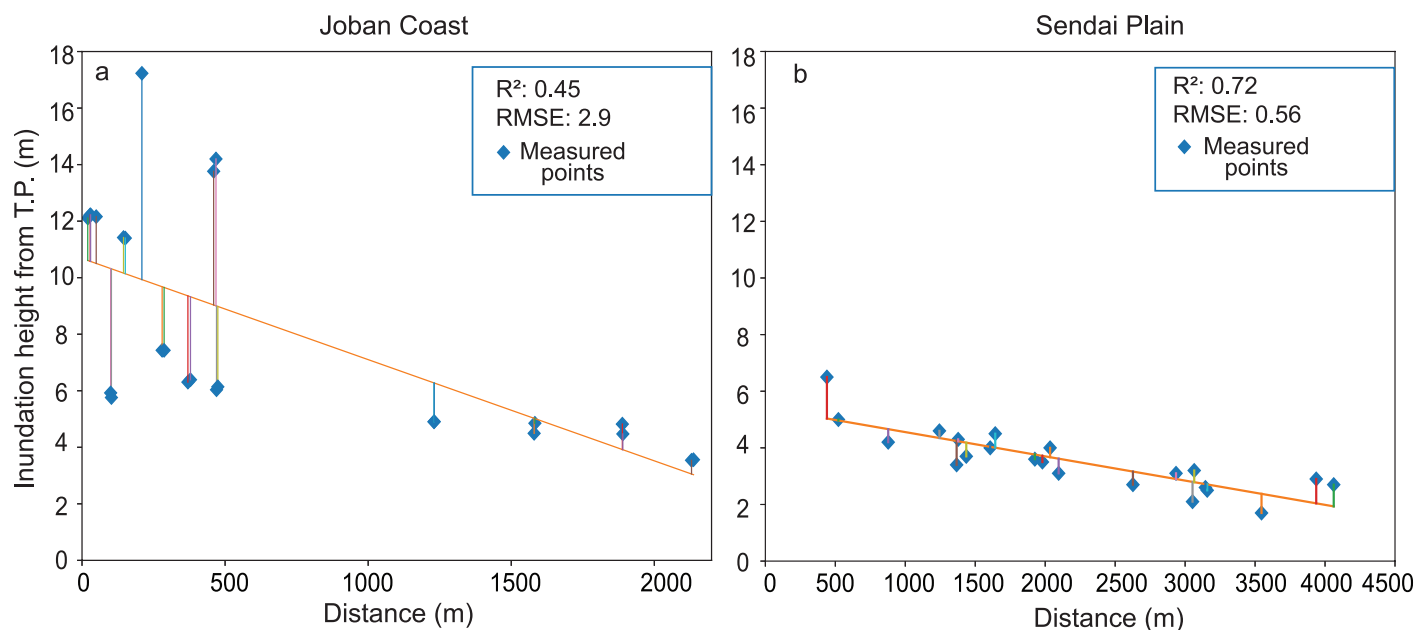 Joban Coast
a
R²: 0.45
RMSE: 2.9
Measured
points
Inundation height from T.P. (m)
18
16
14
12
10
8
6
4
2
0
0 500 1000 1500 2000
Distance (m)
Sendai Plain
b
R²: 0.72
RMSE: 0.56
Measured
points
18
16
14
12
10
8
6
4
2
0
0 500 1000 1500 2000 2500 3000 3500 4000 4500
Distance (m)